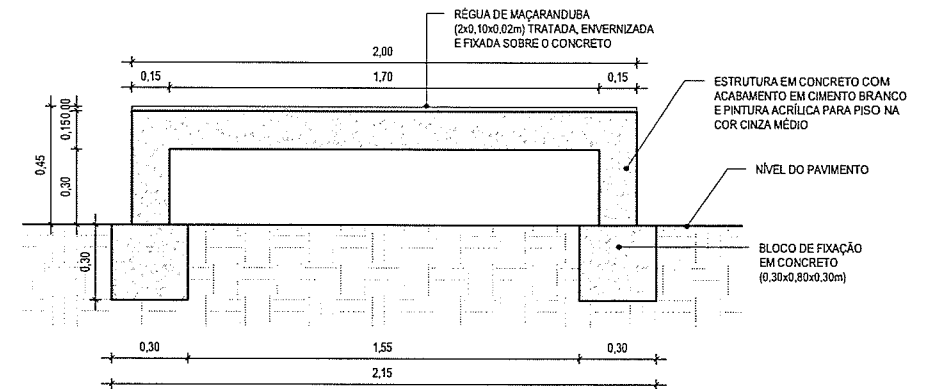 RÉGUA DE MAÇARANDUBA
(2x0,10x0,02m) TRATADA, ENVERNIZADA
E FIXADA SOBRE O CONCRETO
2,00
0,15
1,70
0,15
ESTRUTURA EM CONCRETO COM
ACABAMENTO EM CIMENTO BRANCO
E PINTURA ACRÍLICA PARA PISO NA
COR CINZA MÉDIO
0,45
0,150,00
0,30
NÍVEL DO PAVIMENTO
0,30
BLOCO DE FIXAÇÃO
EM CONCRETO
(0,30x0,80x0,30m)
0,30
1,55
0,30
2,15